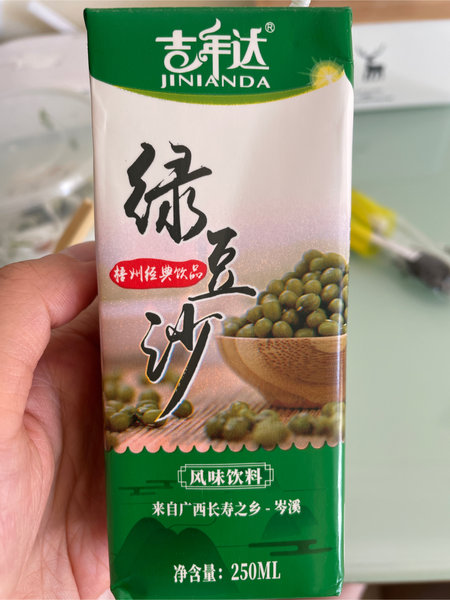 吉年达®
JINIANDA
绿豆沙
梧州经典饮品
风味饮料
来自广西长寿之乡-岑溪
净含量：250ML